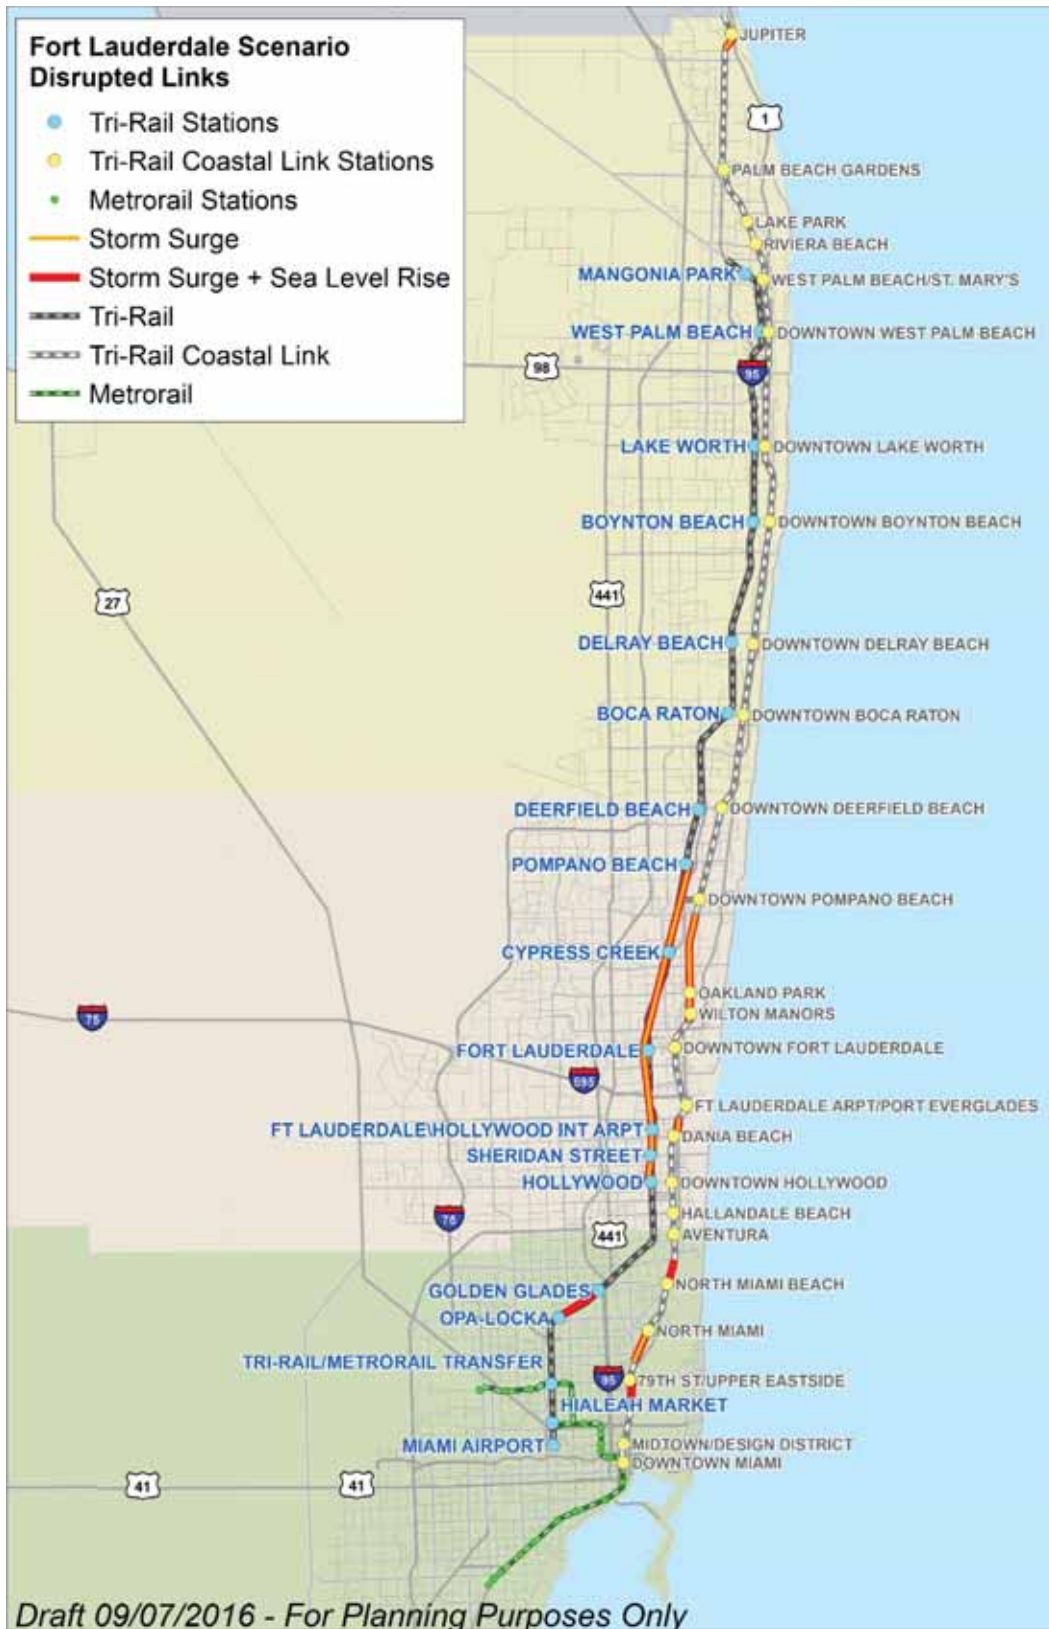 Fort Lauderdale Scenario
Disrupted Links
Tri-Rail Stations
Tri-Rail Coastal Link Stations
Metrorail Stations
Storm Surge
Storm Surge + Sea Level Rise
Tri-Rail
Tri-Rail Coastal Link
Metrorail
JUPITER
1
PALM BEACH GARDENS
LAKE PARK
RIVIERA BEACH
MANGONIA PARK
WEST PALM BEACH/ST. MARY'S
WEST PALM BEACH
DOWNTOWN WEST PALM BEACH
98
95
LAKE WORTH
DOWNTOWN LAKE WORTH
BOYNTON BEACH
DOWNTOWN BOYNTON BEACH
27
441
DELRAY BEACH
DOWNTOWN DELRAY BEACH
BOCA RATON
DOWNTOWN BOCA RATON
DEERFIELD BEACH
DOWNTOWN DEERFIELD BEACH
POMPANO BEACH
DOWNTOWN POMPANO BEACH
CYPRESS CREEK
OAKLAND PARK
75
WILTON MANORS
FORT LAUDERDALE
DOWNTOWN FORT LAUDERDALE
595
FT LAUDERDALE ARPT/PORT EVERGLADES
FT LAUDERDALE\HOLLYWOOD INT ARPT
DANIA BEACH
SHERIDAN STREET
HOLLYWOOD
DOWNTOWN HOLLYWOOD
75
HALLANDALE BEACH
441
AVENTURA
GOLDEN GLADES
NORTH MIAMI BEACH
OPA-LOCKA
NORTH MIAMI
TRI-RAIL/METRORAIL TRANSFER
95
79TH ST/UPPER EASTSIDE
HIALEAH MARKET
MIAMI AIRPORT
MIDTOWN/DESIGN DISTRICT
DOWNTOWN MIAMI
41
41
Draft 09/07/2016 - For Planning Purposes Only